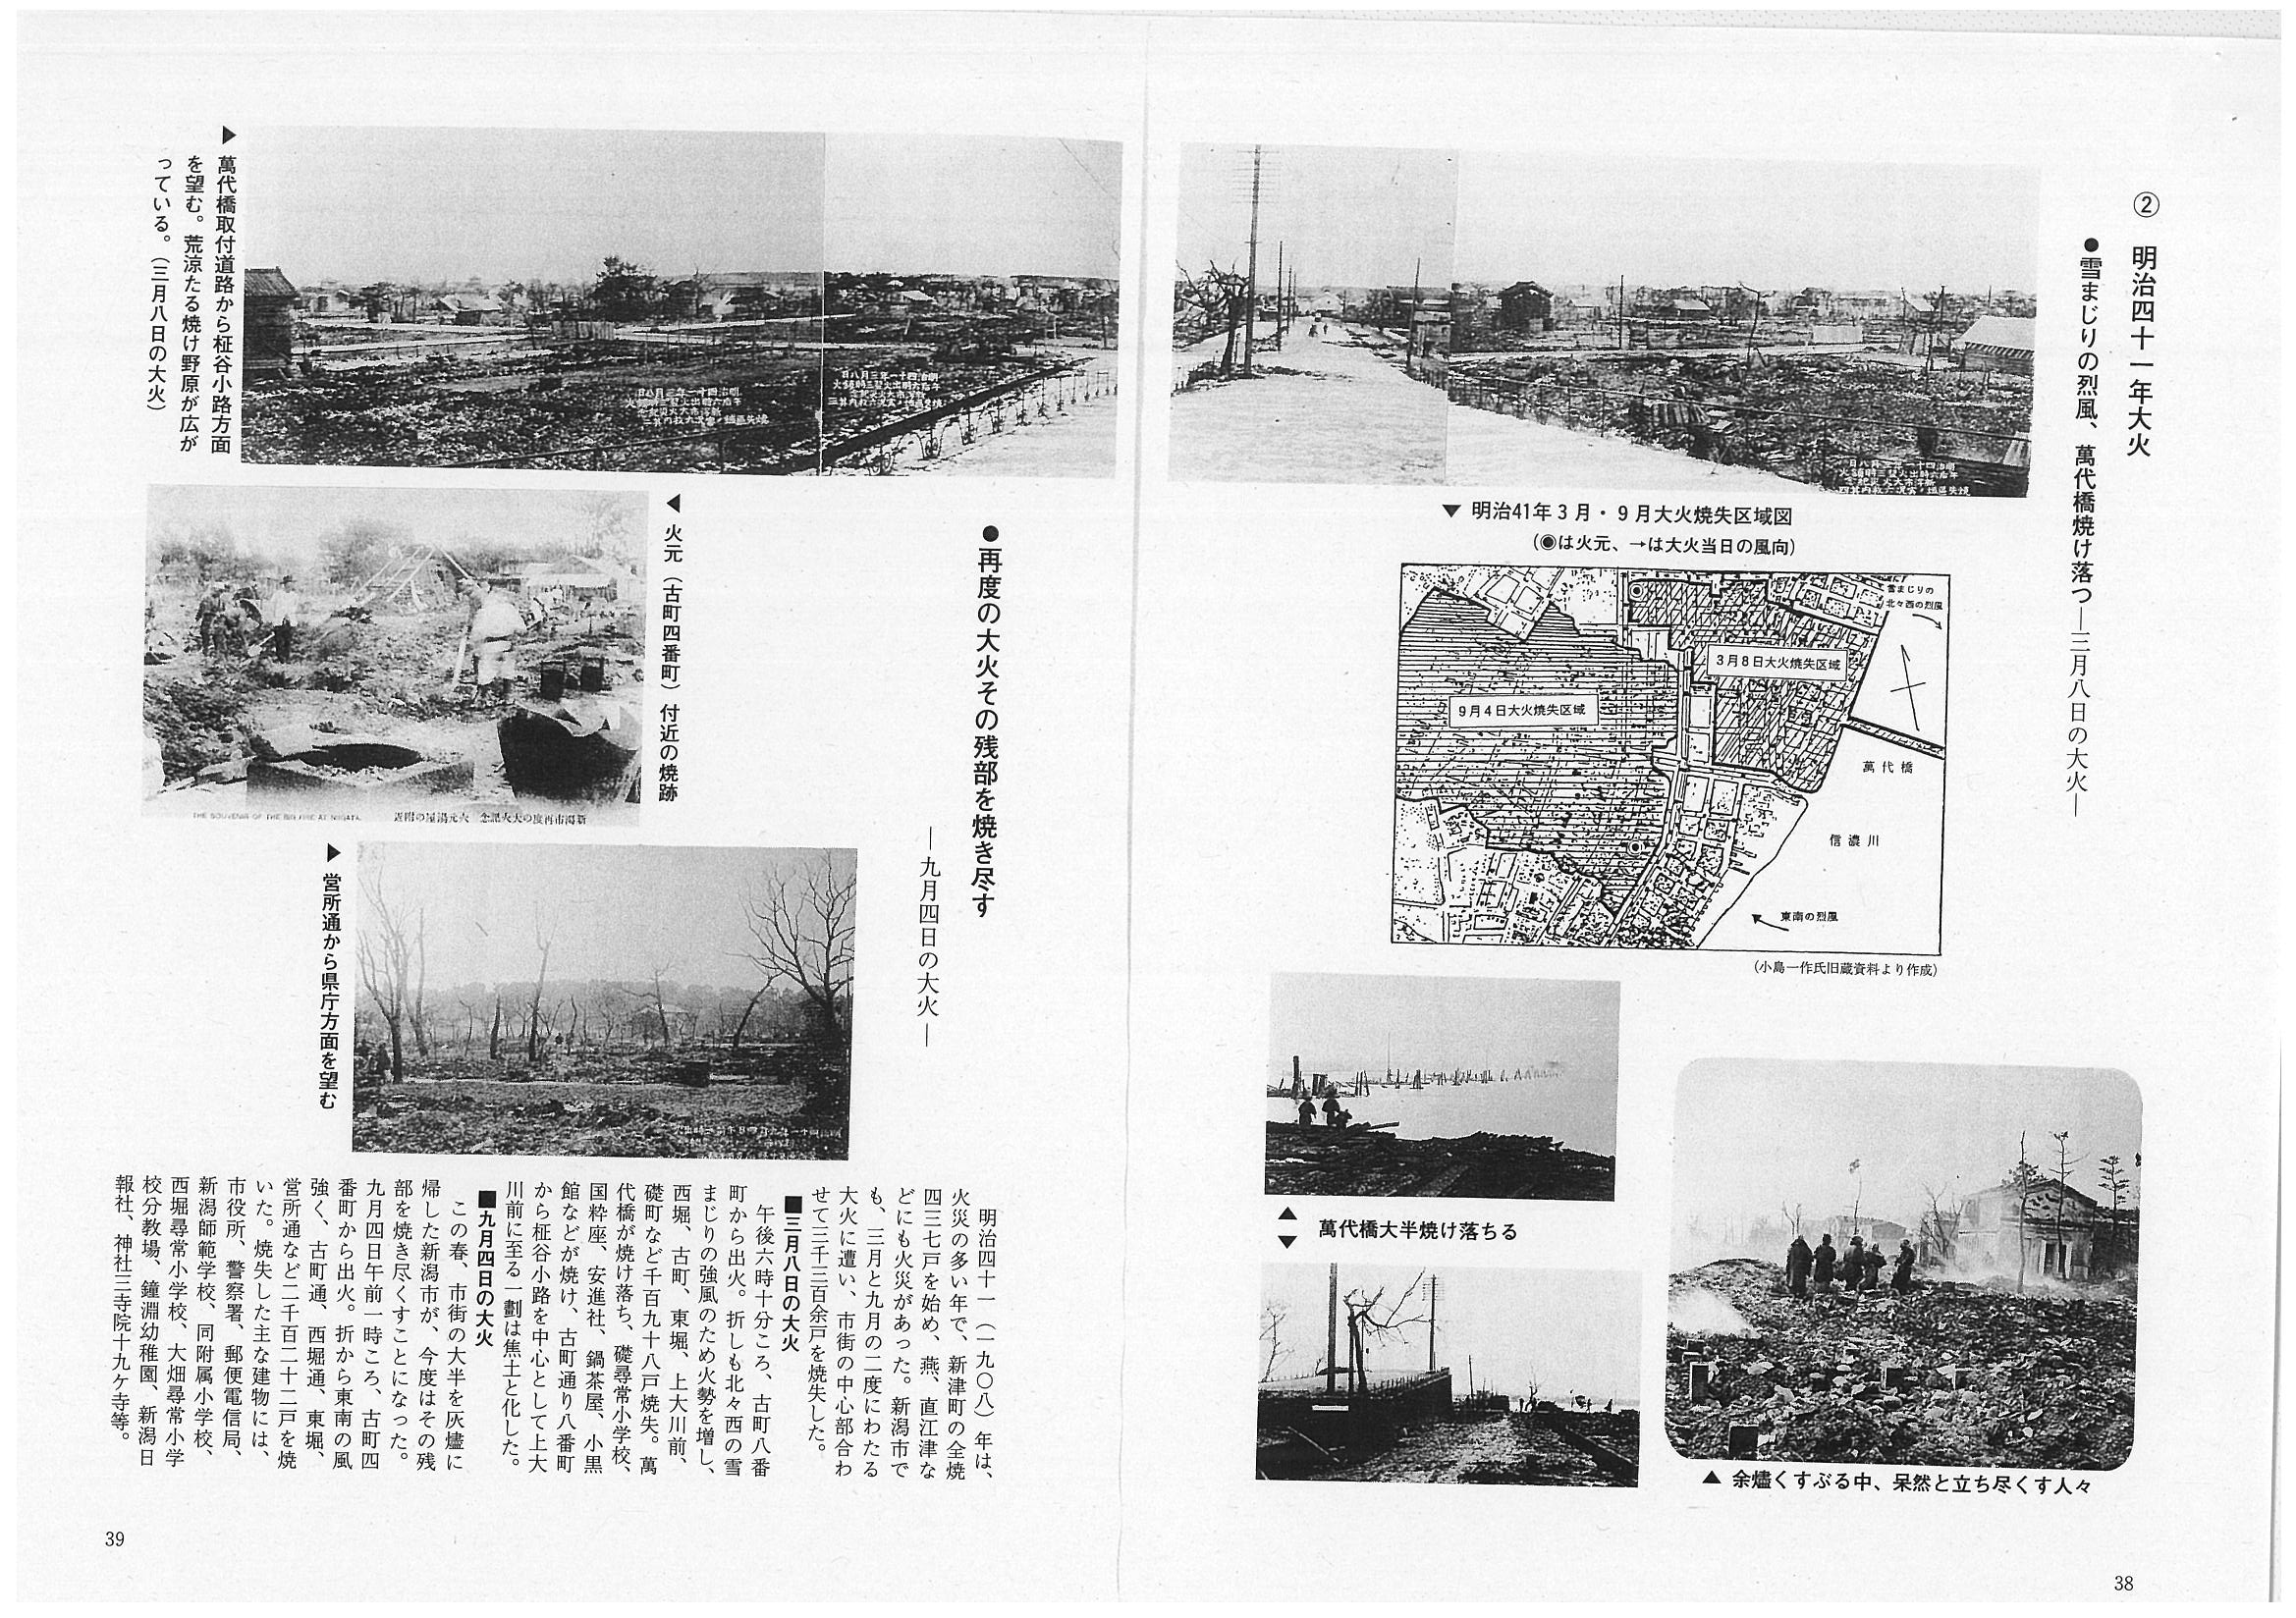 ② 明治四十一年大火
●雪まじりの烈風、萬代橋焼け落つ―三月八日の大火―
▼ 明治41年3月・9月大火焼失区域図
(◉は火元、→は大火当日の風向)
雪まじりの
北々西の烈風
3月8日大火焼失区域
9月4日大火焼失区域
萬代橋
信濃川
東南の烈風
(小島一作氏旧蔵資料より作成)
▲
▼ 萬代橋大半焼け落ちる
▲ 余燼くすぶる中、呆然と立ち尽くす人々
38
▶ 萬代橋取付道路から柾谷小路方面
を望む。荒涼たる焼け野原が広が
っている。(三月八日の大火)
●再度の大火その残部を焼き尽す
―九月四日の大火―
◀ 火元(古町四番町)付近の焼跡
THE SOUVENIR OF THE BIG FIRE AT NIIGATA.
新潟市再度の大火記念 火元湯屋の附近
▶ 営所通から県庁方面を望む
明治四十一(一九〇八)年は、
火災の多い年で、新津町の全焼
四三七戸を始め、燕、直江津な
どにも火災があった。新潟市で
も、三月と九月の二度にわたる
大火に遭い、市街の中心部合わ
せて三千三百余戸を焼失した。
■三月八日の大火
午後六時十分ころ、古町八番
町から出火。折しも北々西の雪
まじりの強風のため火勢を増し、
西堀、古町、東堀、上大川前、
礎町など千百九十八戸焼失。萬
代橋が焼け落ち、礎尋常小学校、
国粋座、安進社、鍋茶屋、小黒
館などが焼け、古町通り八番町
から柾谷小路を中心として上大
川前に至る一劃は焦土と化した。
■九月四日の大火
この春、市街の大半を灰燼に
帰した新潟市が、今度はその残
部を焼き尽くすことになった。
九月四日午前一時ころ、古町四
番町から出火。折から東南の風
強く、古町通、西堀通、東堀、
営所通など二千百二十二戸を焼
いた。焼失した主な建物には、
市役所、警察署、郵便電信局、
新潟師範学校、同附属小学校、
西堀尋常小学校、大畑尋常小学
校分教場、鐘淵幼稚園、新潟日
報社、神社三寺院十九ケ寺等。
39